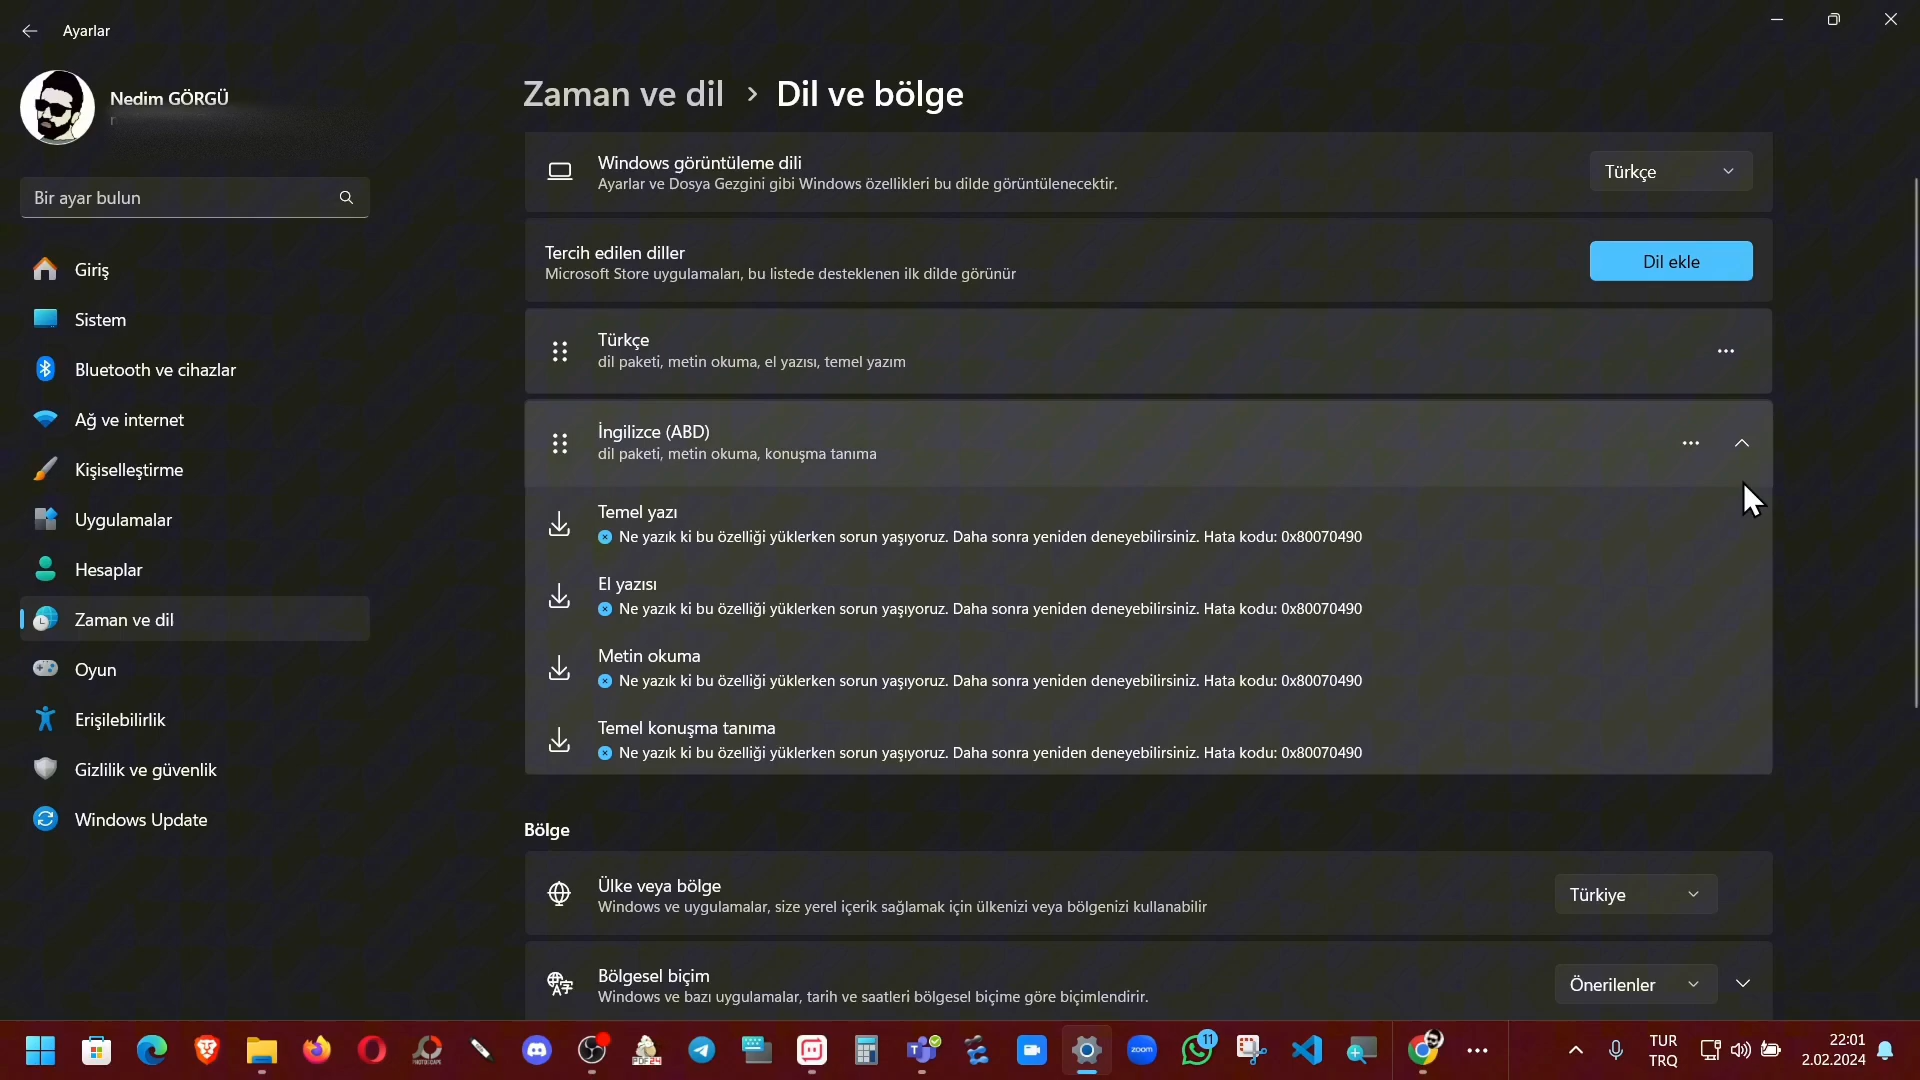 Ayarlar
Nedim GÖRGÜ
Bir ayar bulun
Giriş
Sistem
Bluetooth ve cihazlar
Ağ ve internet
Kişiselleştirme
Uygulamalar
Hesaplar
Zaman ve dil
Oyun
Erişilebilirlik
Gizlilik ve güvenlik
Windows Update
Zaman ve dil > Dil ve bölge
Windows görüntüleme dili
Ayarlar ve Dosya Gezgini gibi Windows özellikleri bu dilde görüntülenecektir.
Türkçe
Tercih edilen diller
Microsoft Store uygulamaları, bu listede desteklenen ilk dilde görünür
Dil ekle
Türkçe
dil paketi, metin okuma, el yazısı, temel yazım
İngilizce (ABD)
dil paketi, metin okuma, konuşma tanıma
Temel yazı
Ne yazık ki bu özelliği yüklerken sorun yaşıyoruz. Daha sonra yeniden deneyebilirsiniz. Hata kodu: 0x80070490
El yazısı
Ne yazık ki bu özelliği yüklerken sorun yaşıyoruz. Daha sonra yeniden deneyebilirsiniz. Hata kodu: 0x80070490
Metin okuma
Ne yazık ki bu özelliği yüklerken sorun yaşıyoruz. Daha sonra yeniden deneyebilirsiniz. Hata kodu: 0x80070490
Temel konuşma tanıma
Ne yazık ki bu özelliği yüklerken sorun yaşıyoruz. Daha sonra yeniden deneyebilirsiniz. Hata kodu: 0x80070490
Bölge
Ülke veya bölge
Windows ve uygulamalar, size yerel içerik sağlamak için ülkenizi veya bölgenizi kullanabilir
Türkiye
Bölgesel biçim
Windows ve bazı uygulamalar, tarih ve saatleri bölgesel biçime göre biçimlendirir.
Önerilenler
PDF24
zoom
11
TUR
TRQ
22:01
2.02.2024